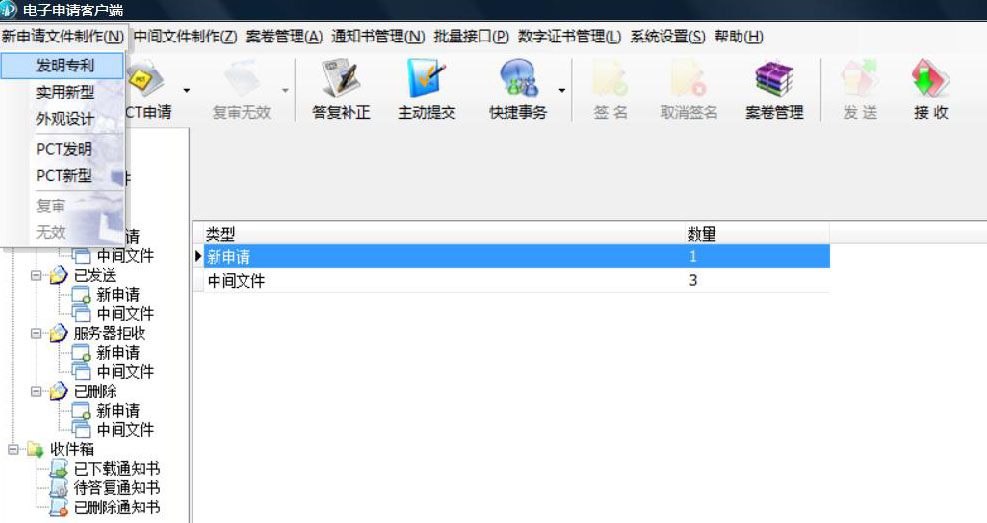 电子申请客户端
新申请文件制作(N) 中间文件制作(Z) 案卷管理(A) 通知书管理(N) 批量接口(P) 数字证书管理(L) 系统设置(S) 帮助(H)
发明专利
实用新型
外观设计
PCT发明
PCT新型
复审
无效
CT申请 复审无效 答复补正 主动提交 快捷事务 签名 取消签名 案卷管理 发送 接收
类型 数量
新申请 1
中间文件 3
请
中间文件
已发送
新申请
中间文件
服务器拒收
新申请
中间文件
已删除
新申请
中间文件
收件箱
已下载通知书
待答复通知书
已删除通知书